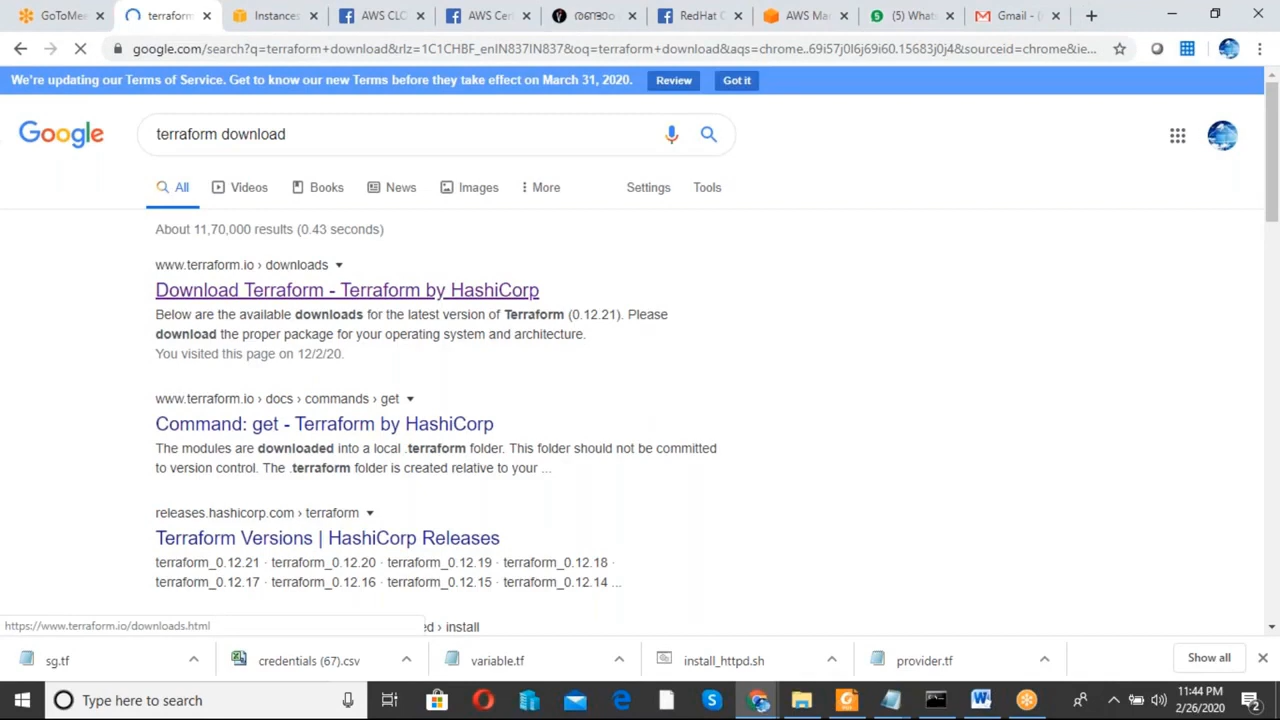 GoToMee
terraform
Instances
AWS CLO
AWS Cer
RedHat C
AWS Ma
(5) Whats
Gmail - (
google.com/search?q=terraform+download&rlz=1C1CHBF_enIN837IN837&oq=terraform+download&aqs=chrome..69i57j0l6j69i60.15683j0j4&sourceid=chrome&ie...
We're updating our Terms of Service. Get to know our new Terms before they take effect on March 31, 2020. Review Got it
Google
terraform download
All Videos Books News Images More Settings Tools
About 11,70,000 results (0.43 seconds)
www.terraform.io › downloads
Download Terraform - Terraform by HashiCorp
Below are the available downloads for the latest version of Terraform (0.12.21). Please
download the proper package for your operating system and architecture.
You visited this page on 12/2/20.
www.terraform.io › docs › commands › get
Command: get - Terraform by HashiCorp
The modules are downloaded into a local .terraform folder. This folder should not be committed
to version control. The .terraform folder is created relative to your ...
releases.hashicorp.com › terraform
Terraform Versions | HashiCorp Releases
terraform_0.12.21 · terraform_0.12.20 · terraform_0.12.19 · terraform_0.12.18 ·
terraform_0.12.17 · terraform_0.12.16 · terraform_0.12.15 · terraform_0.12.14 ...
https://www.terraform.io/downloads.html
ed › install
sg.tf
credentials (67).csv
variable.tf
install_httpd.sh
provider.tf
Show all
Type here to search
11:44 PM
2/26/2020
2